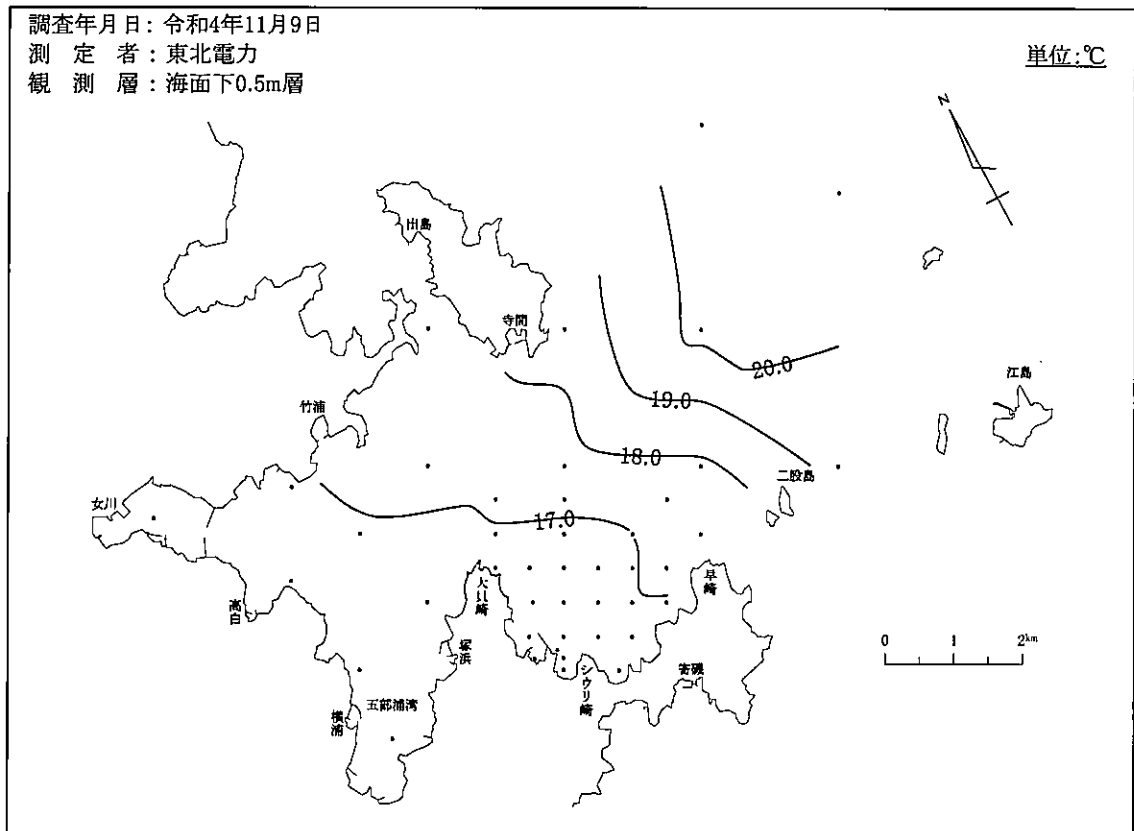 調査年月日：令和4年11月9日
測定者：東北電力
観測層：海面下0.5m層
単位：℃
N
出島
寺間
20.0
江島
19.0
竹浦
18.0
二股島
女川
17.0
早崎
大貝崎
高白
塚浜
シウリ崎
寄磯
0 1 2km
五部浦湾
横浦